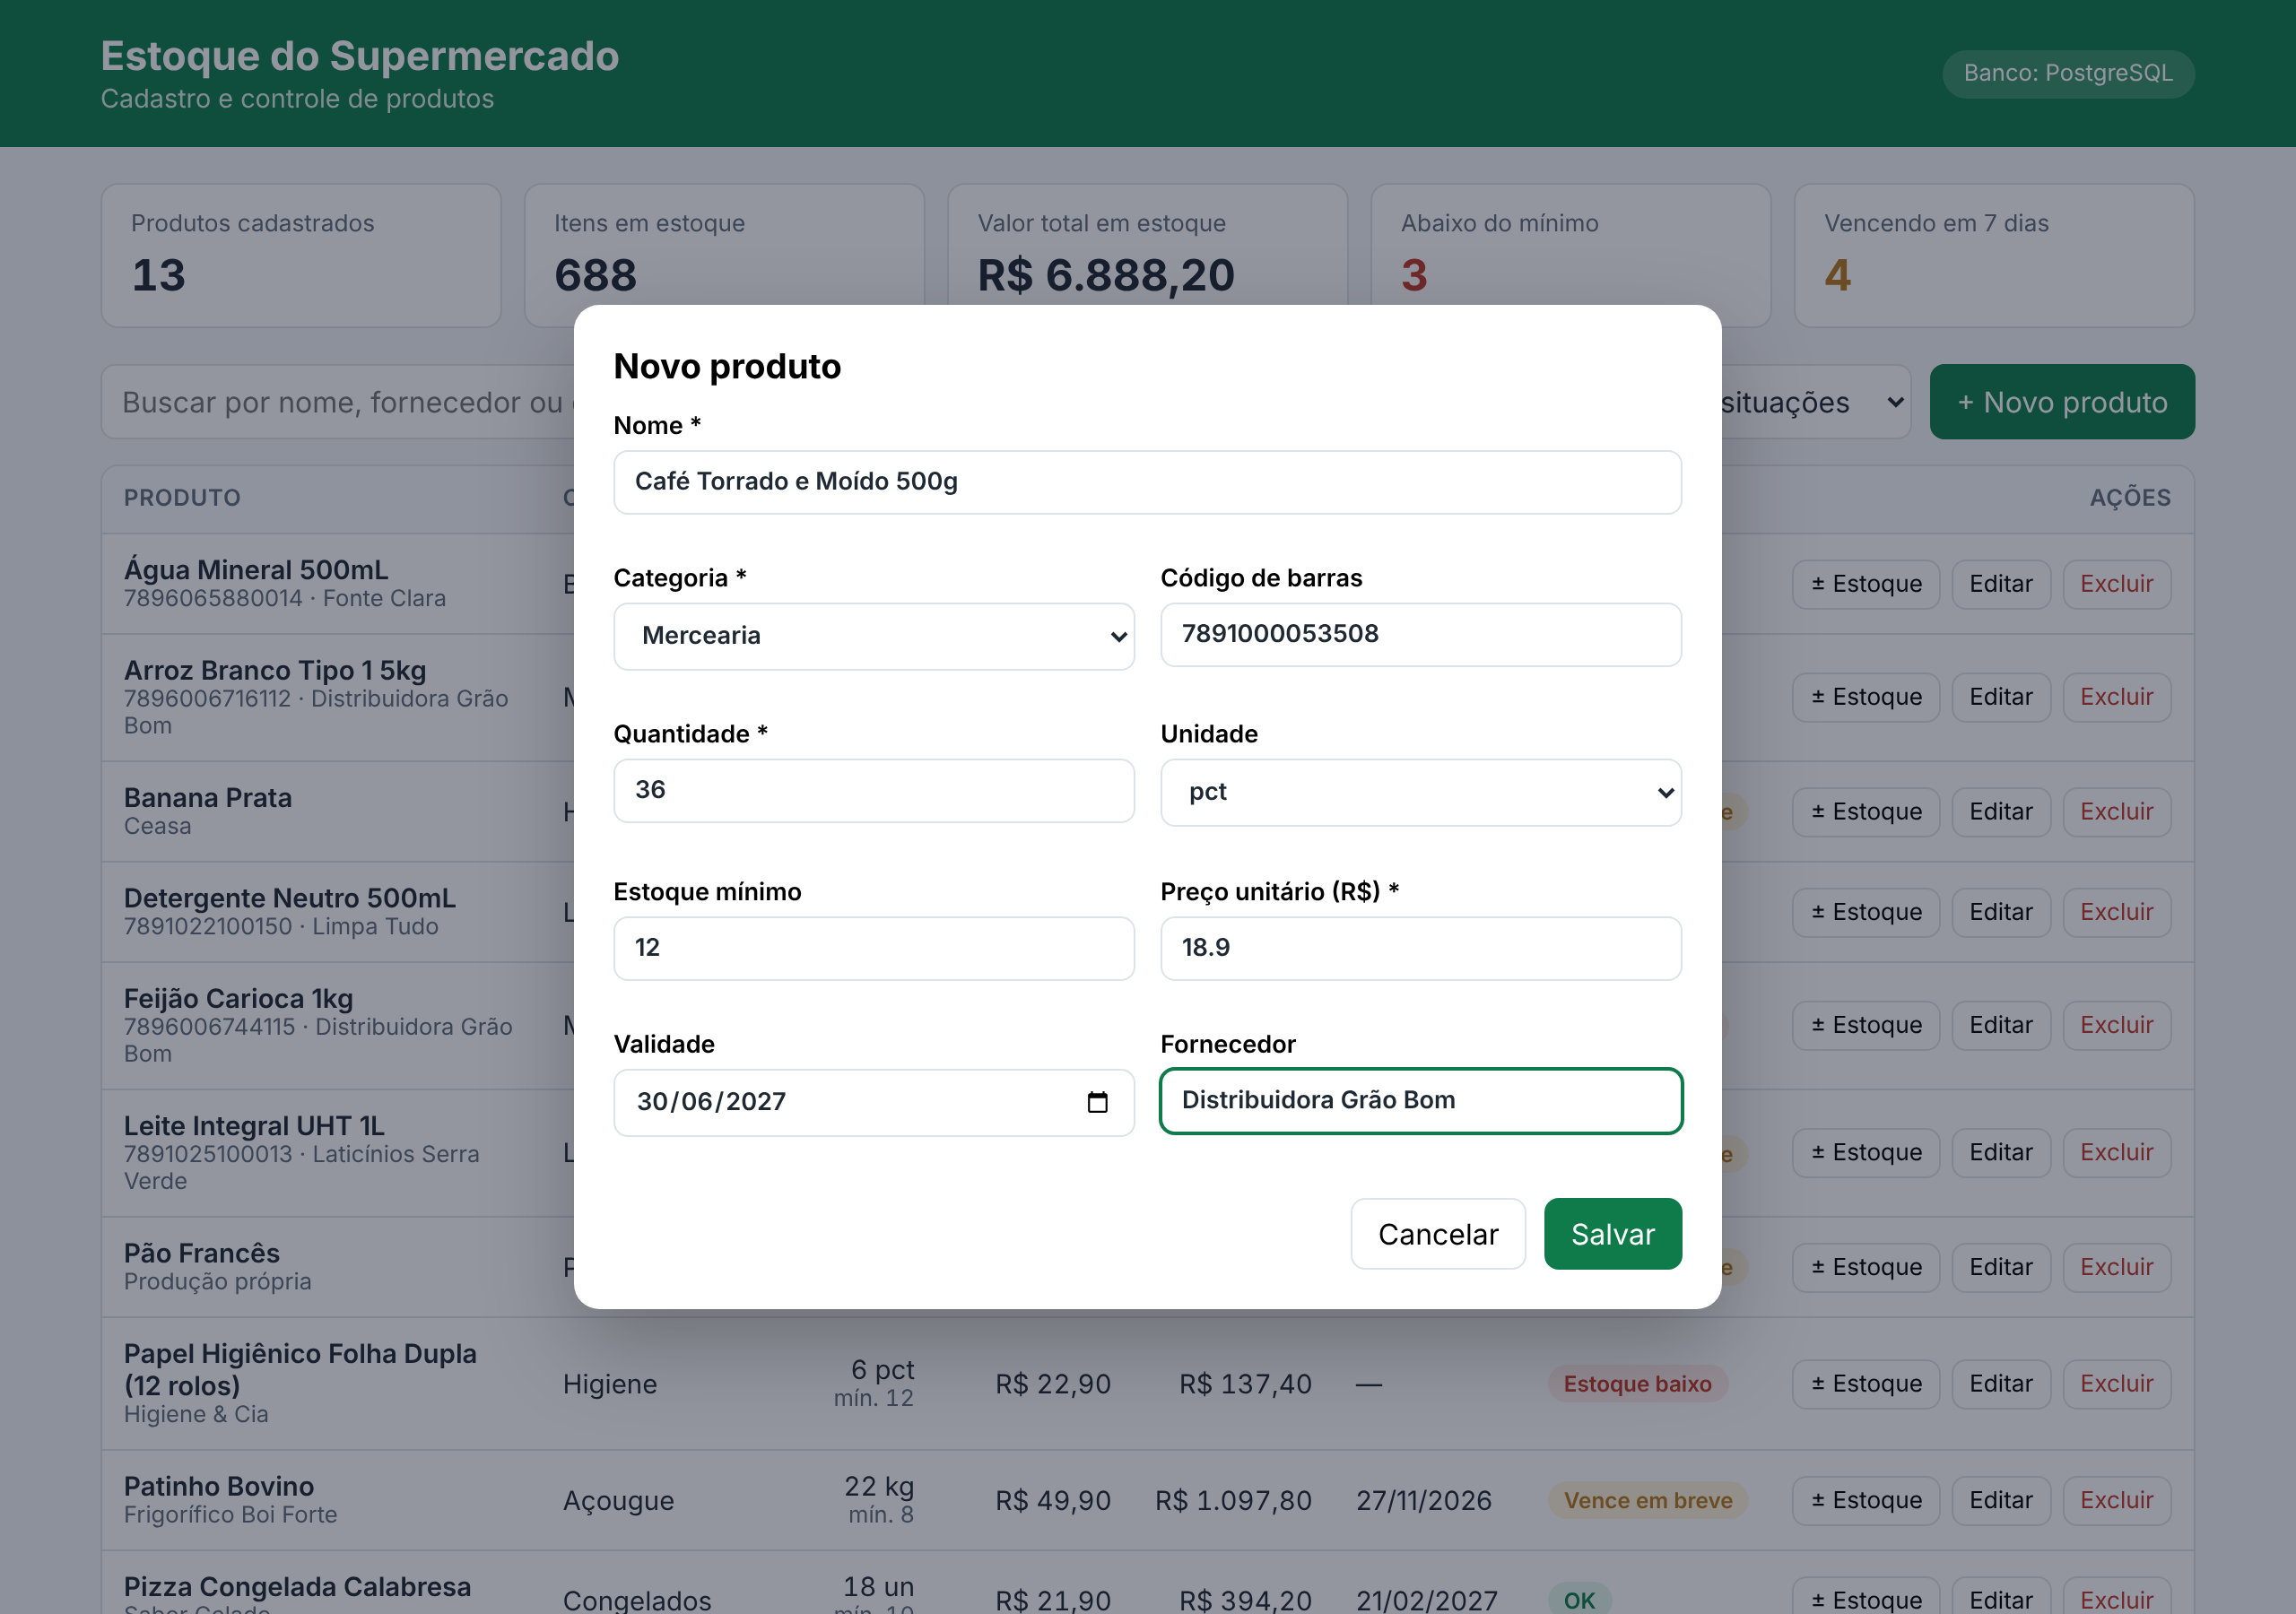 Estoque do Supermercado
Cadastro e controle de produtos
Banco: PostgreSQL
Produtos cadastrados
13
Itens em estoque
688
Valor total em estoque
R$ 6.888,20
Abaixo do mínimo
3
Vencendo em 7 dias
4
Buscar por nome, fornecedor ou
situações
+ Novo produto
PRODUTO
AÇÕES
Água Mineral 500mL
7896065880014 · Fonte Clara
± Estoque Editar Excluir
Arroz Branco Tipo 1 5kg
7896006716112 · Distribuidora Grão
Bom
± Estoque Editar Excluir
Banana Prata
Ceasa
± Estoque Editar Excluir
Detergente Neutro 500mL
7891022100150 · Limpa Tudo
± Estoque Editar Excluir
Feijão Carioca 1kg
7896006744115 · Distribuidora Grão
Bom
± Estoque Editar Excluir
Leite Integral UHT 1L
7891025100013 · Laticínios Serra
Verde
± Estoque Editar Excluir
Pão Francês
Produção própria
± Estoque Editar Excluir
Papel Higiênico Folha Dupla
(12 rolos)
Higiene & Cia
Higiene
6 pct
mín. 12
R$ 22,90
R$ 137,40
—
Estoque baixo
± Estoque Editar Excluir
Patinho Bovino
Frigorífico Boi Forte
Açougue
22 kg
mín. 8
R$ 49,90
R$ 1.097,80
27/11/2026
Vence em breve
± Estoque Editar Excluir
Pizza Congelada Calabresa
Sabor Gelado
Congelados
18 un
mín. 10
R$ 21,90
R$ 394,20
21/02/2027
OK
± Estoque Editar Excluir
Novo produto
Nome *
Café Torrado e Moído 500g
Categoria *
Mercearia
Código de barras
7891000053508
Quantidade *
36
Unidade
pct
Estoque mínimo
12
Preço unitário (R$) *
18.9
Validade
30/06/2027
Fornecedor
Distribuidora Grão Bom
Cancelar
Salvar